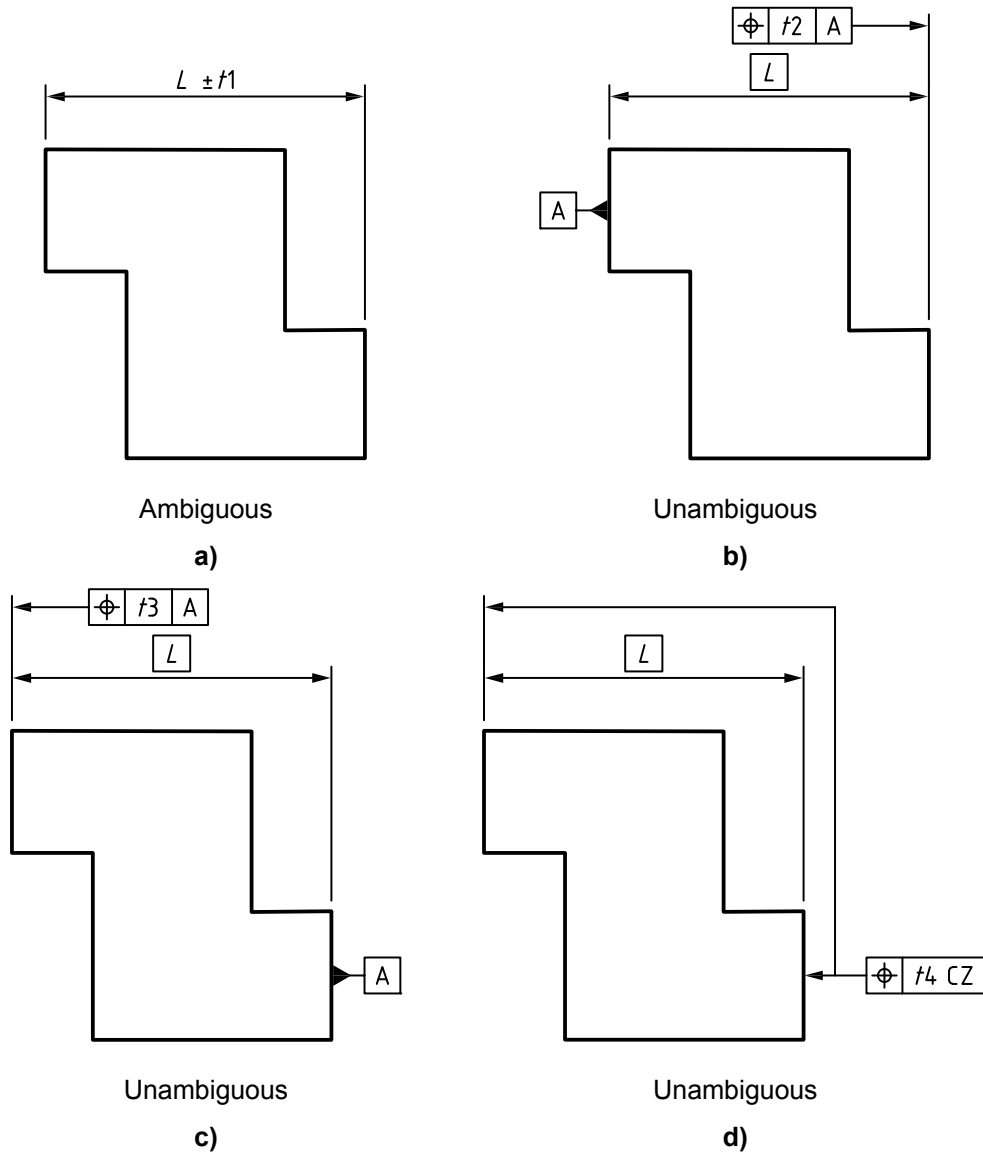 L ±t1
⌖ t2 A
L
A
Ambiguous
Unambiguous
a)
b)
⌖ t3 A
L
L
A
⌖ t4 CZ
Unambiguous
Unambiguous
c)
d)